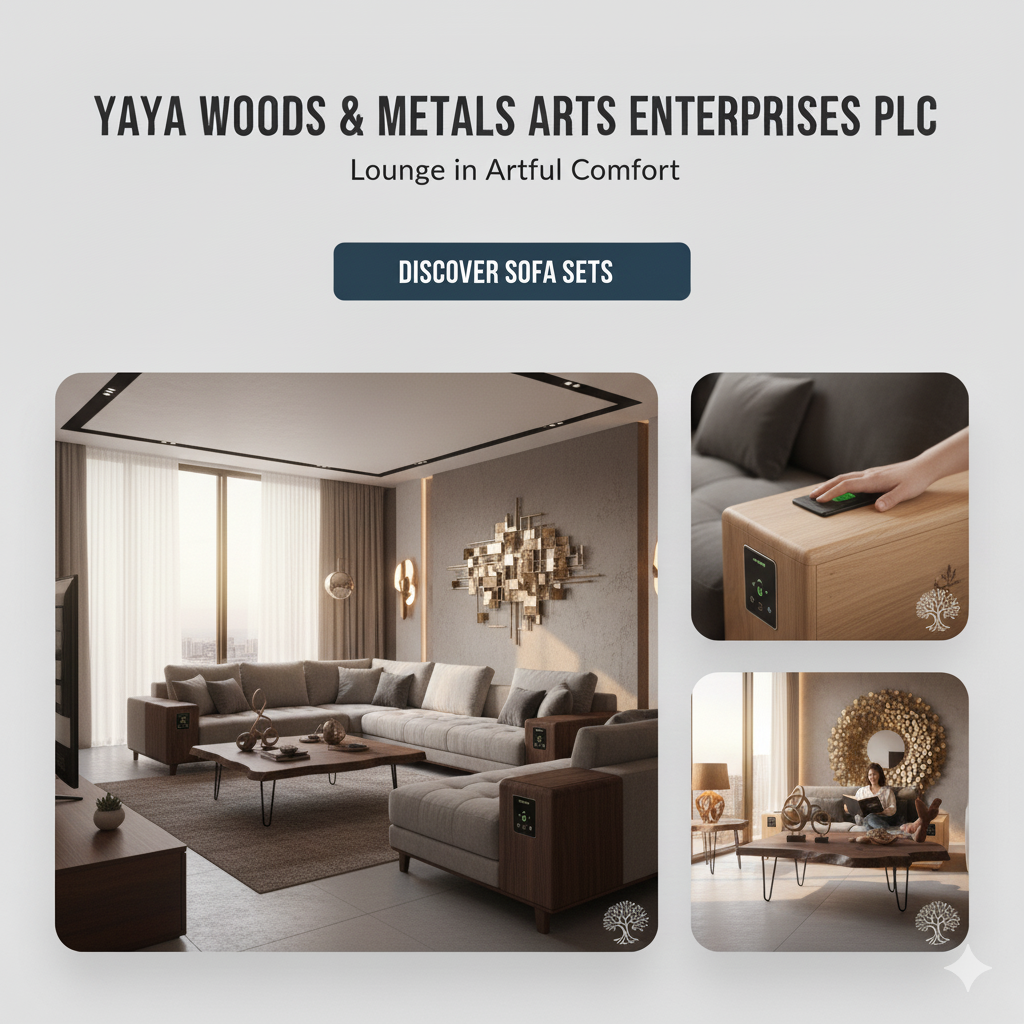 YAYA WOODS & METALS ARTS ENTERPRISES PLC
Lounge in Artful Comfort
DISCOVER SOFA SETS